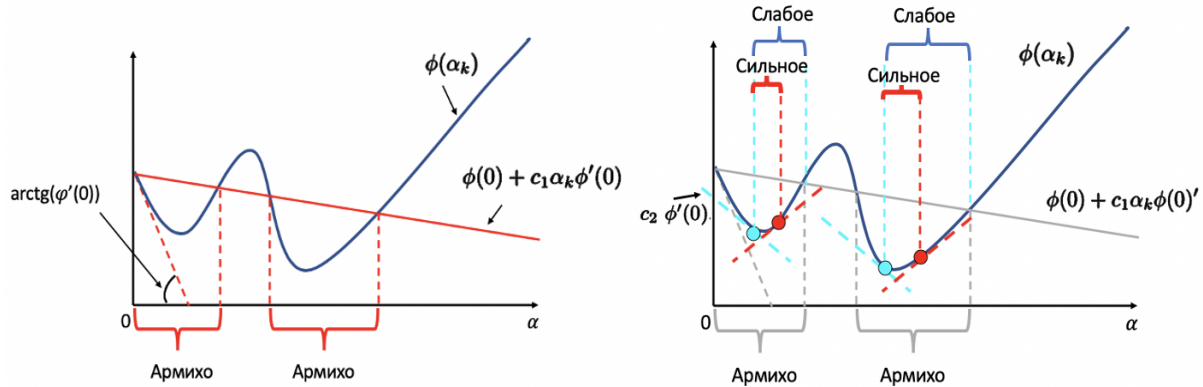 ϕ(αₖ)
arctg(φ'(0))
ϕ(0) + c₁αₖϕ'(0)
0
α
Армихо
Армихо
Слабое
Слабое
Сильное
Сильное
ϕ(αₖ)
c₂ ϕ'(0).
ϕ(0) + c₁αₖϕ(0)'
0
α
Армихо
Армихо